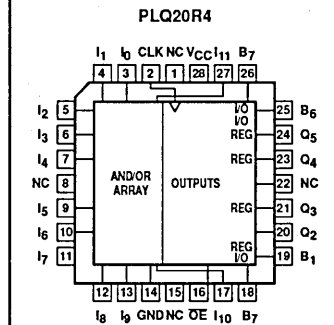 PLQ20R4
I1 I0 CLK NC VCC I11 B7
4 3 2 1 28 27 26
I2 5 I/O 25 B6
I/O
I3 6 REG 24 Q5
I4 7 REG 23 Q4
NC 8 AND/OR ARRAY OUTPUTS 22 NC
I5 9 REG 21 Q3
I6 10 20 Q2
REG
I7 11 I/O 19 B1
12 13 14 15 16 17 18
I8 I9 GND NC OE I10 B7